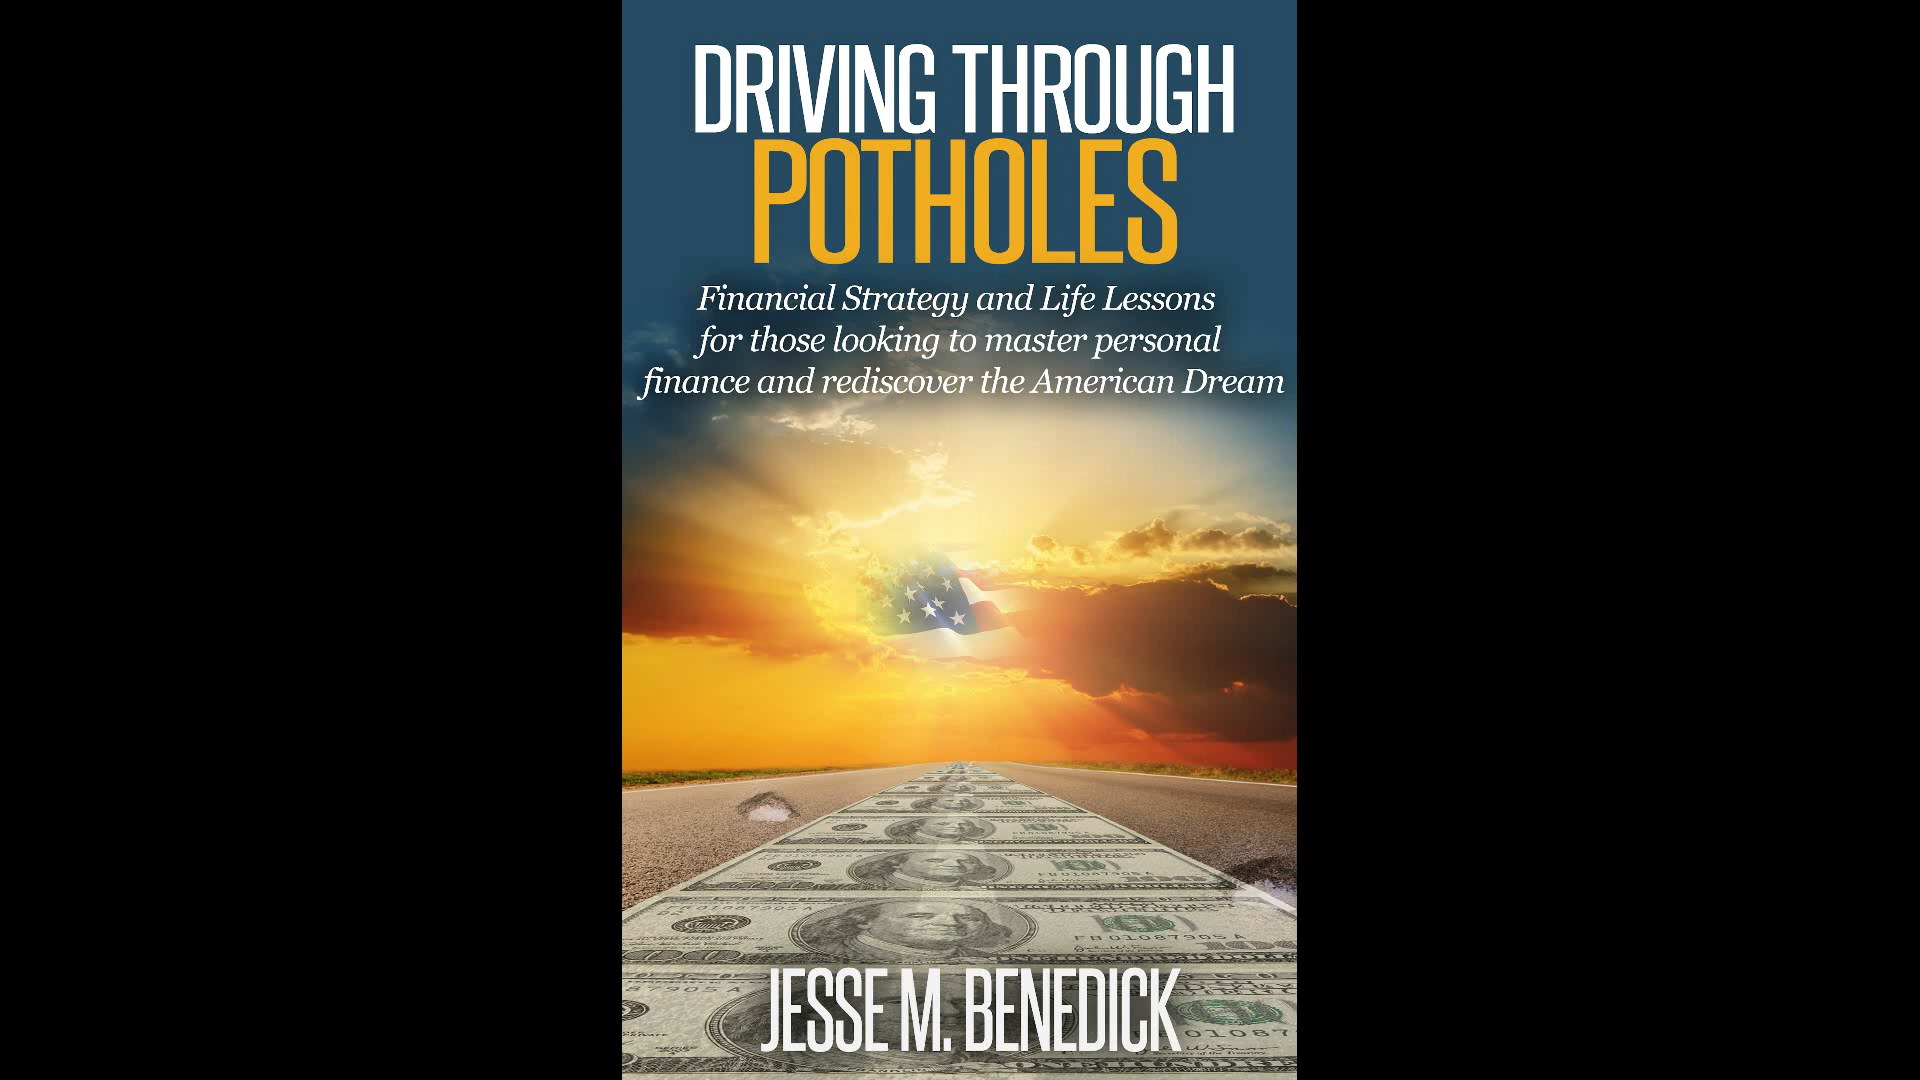 DRIVING THROUGH
POTHOLES
Financial Strategy and Life Lessons
for those looking to master personal
finance and rediscover the American Dream
FB01087905A
JESSE M. BENEDICK